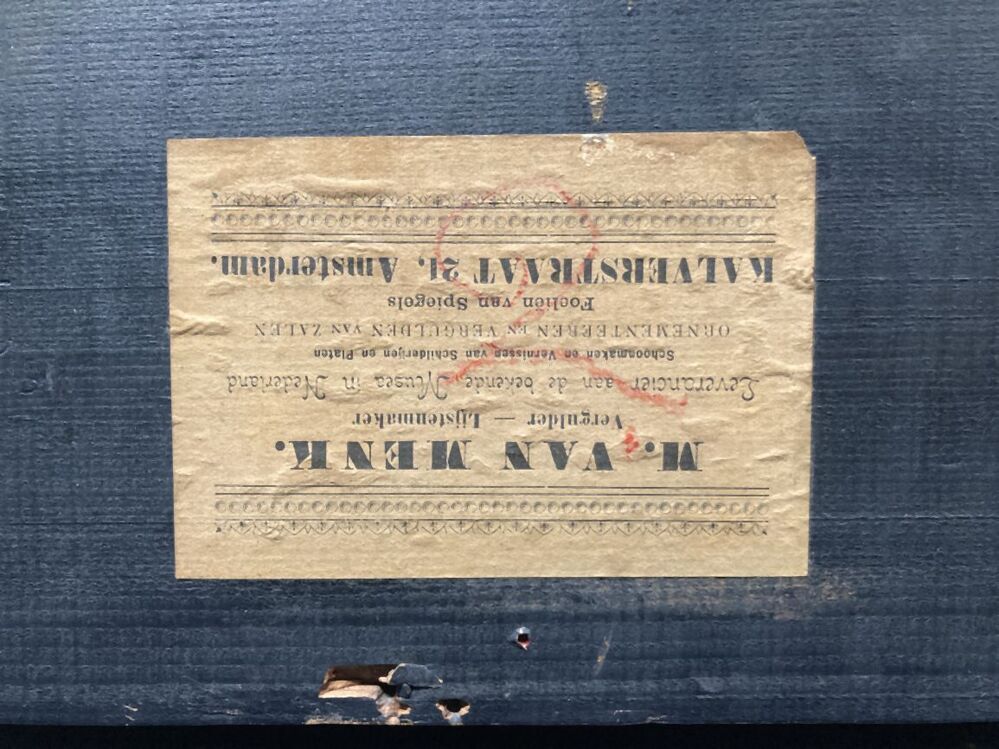 M. VAN MENK.
Vergulder — Lijstenmaker
Leverancier aan de bekende Musea in Nederland
Schoonmaken en Vernissen van Schilderijen en Platen
ORNEMENTEEREN EN VERGULDEN VAN ZALEN
Foeliën van Spiegels
KALVERSTRAAT 21, Amsterdam.